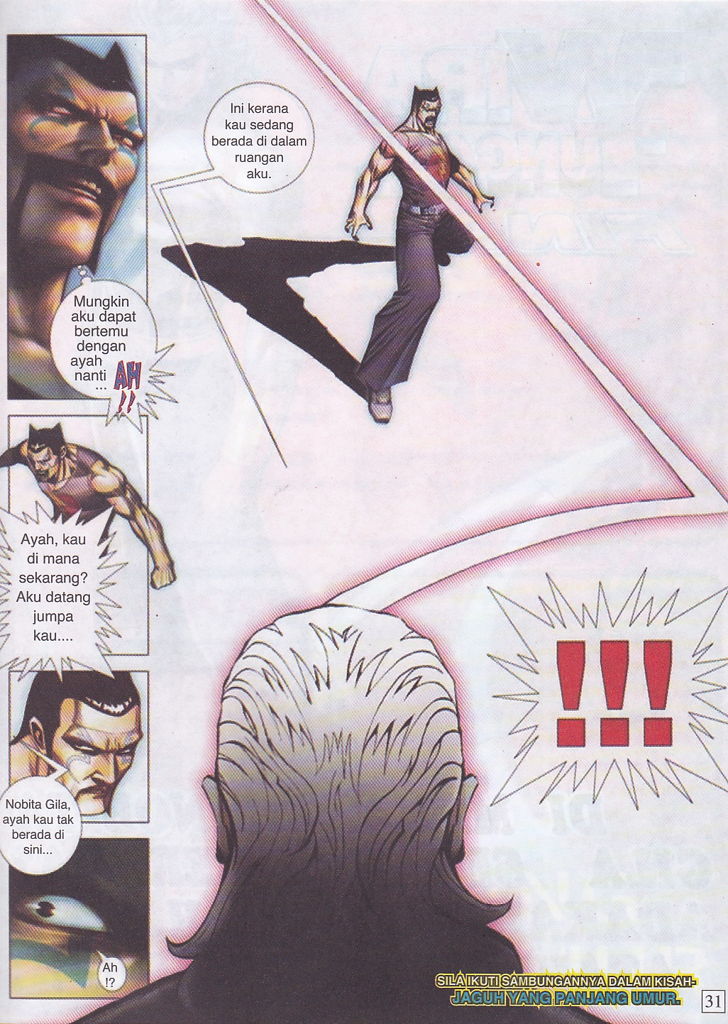 Mungkin
aku dapat
bertemu
dengan
ayah
nanti
...
AH
!!
Ini kerana
kau sedang
berada di dalam
ruangan
aku.
Ayah, kau
di mana
sekarang?
Aku datang
jumpa
kau....
!!!
Nobita Gila,
ayah kau tak
berada di
sini...
Ah
!?
SILA IKUTI SAMBUNGANNYA DALAM KISAH-
JAGUH YANG PANJANG UMUR.
31